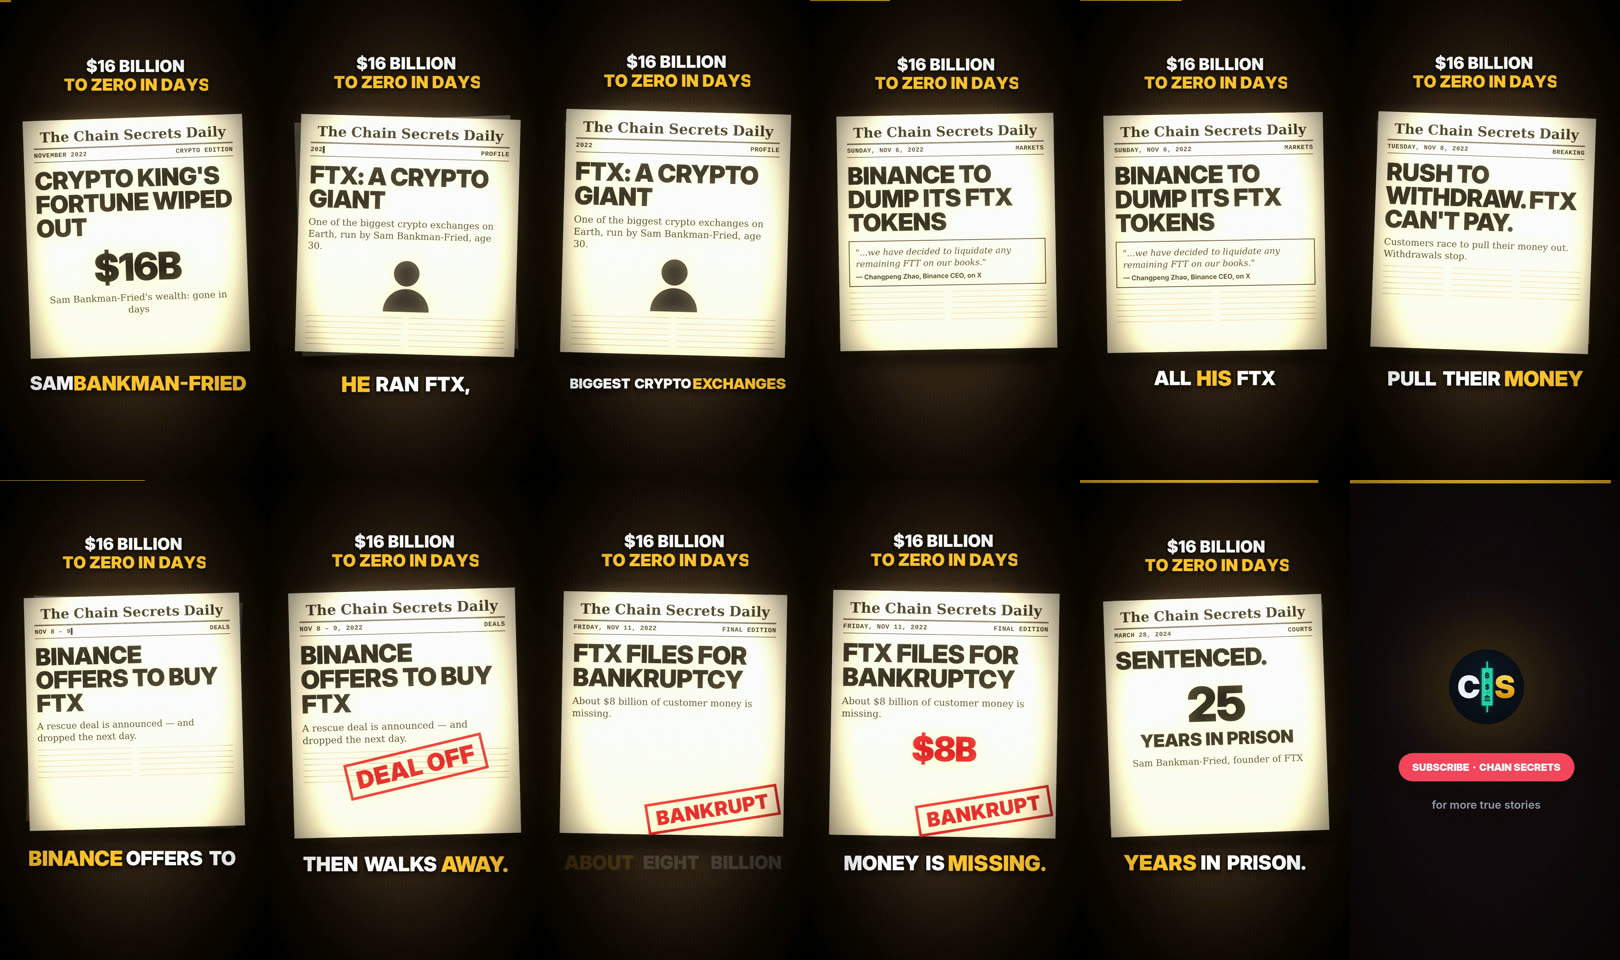 $16 BILLION
TO ZERO IN DAYS
The Chain Secrets Daily
NOVEMBER 2022 CRYPTO EDITION
CRYPTO KING'S
FORTUNE WIPED
OUT
$16B
Sam Bankman-Fried's wealth: gone in
days
SAM BANKMAN-FRIED
$16 BILLION
TO ZERO IN DAYS
The Chain Secrets Daily
202 PROFILE
FTX: A CRYPTO
GIANT
One of the biggest crypto exchanges on
Earth, run by Sam Bankman-Fried, age
30.
HE RAN FTX,
$16 BILLION
TO ZERO IN DAYS
The Chain Secrets Daily
2022 PROFILE
FTX: A CRYPTO
GIANT
One of the biggest crypto exchanges on
Earth, run by Sam Bankman-Fried, age
30.
BIGGEST CRYPTO EXCHANGES
$16 BILLION
TO ZERO IN DAYS
The Chain Secrets Daily
SUNDAY, NOV 6, 2022 MARKETS
BINANCE TO
DUMP ITS FTX
TOKENS
"...we have decided to liquidate any
remaining FTT on our books."
— Changpeng Zhao, Binance CEO, on X
$16 BILLION
TO ZERO IN DAYS
The Chain Secrets Daily
SUNDAY, NOV 6, 2022 MARKETS
BINANCE TO
DUMP ITS FTX
TOKENS
"...we have decided to liquidate any
remaining FTT on our books."
— Changpeng Zhao, Binance CEO, on X
ALL HIS FTX
$16 BILLION
TO ZERO IN DAYS
The Chain Secrets Daily
TUESDAY, NOV 8, 2022 BREAKING
RUSH TO
WITHDRAW. FTX
CAN'T PAY.
Customers race to pull their money out.
Withdrawals stop.
PULL THEIR MONEY
$16 BILLION
TO ZERO IN DAYS
The Chain Secrets Daily
NOV 8 – 9 DEALS
BINANCE
OFFERS TO BUY
FTX
A rescue deal is announced — and
dropped the next day.
BINANCE OFFERS TO
$16 BILLION
TO ZERO IN DAYS
The Chain Secrets Daily
NOV 8 – 9, 2022 DEALS
BINANCE
OFFERS TO BUY
FTX
A rescue deal is announced — and
dropped the next day.
DEAL OFF
THEN WALKS AWAY.
$16 BILLION
TO ZERO IN DAYS
The Chain Secrets Daily
FRIDAY, NOV 11, 2022 FINAL EDITION
FTX FILES FOR
BANKRUPTCY
About $8 billion of customer money is
missing.
BANKRUPT
ABOUT EIGHT BILLION
$16 BILLION
TO ZERO IN DAYS
The Chain Secrets Daily
FRIDAY, NOV 11, 2022 FINAL EDITION
FTX FILES FOR
BANKRUPTCY
About $8 billion of customer money is
missing.
$8B
BANKRUPT
MONEY IS MISSING.
$16 BILLION
TO ZERO IN DAYS
The Chain Secrets Daily
MARCH 28, 2024 COURTS
SENTENCED.
25
YEARS IN PRISON
Sam Bankman-Fried, founder of FTX
YEARS IN PRISON.
CS
SUBSCRIBE · CHAIN SECRETS
for more true stories